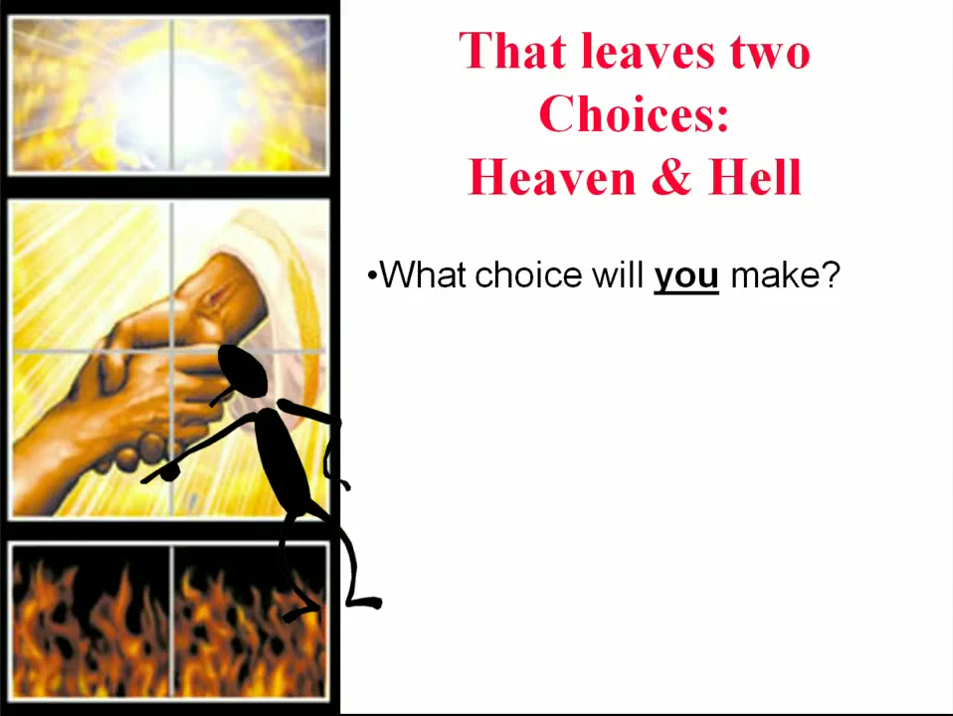 That leaves two
Choices:
Heaven & Hell
•What choice will you make?